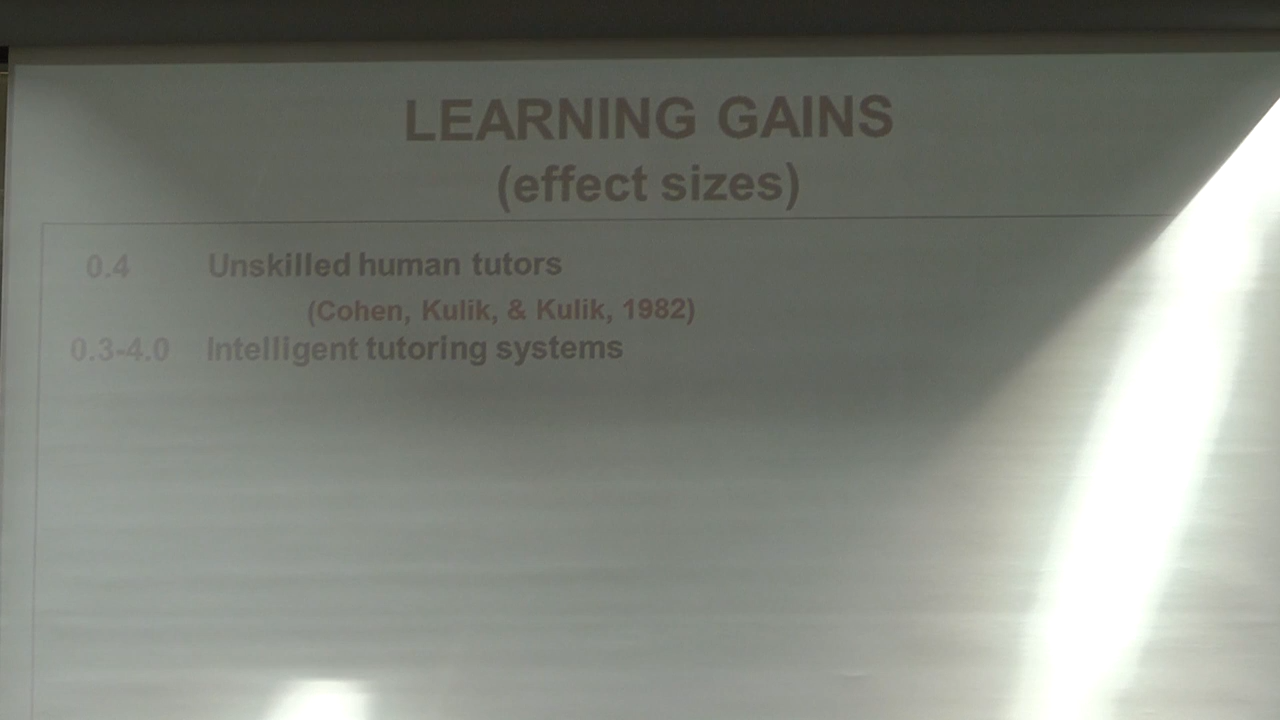 LEARNING GAINS
(effect sizes)
0.4 Unskilled human tutors
(Cohen, Kulik, & Kulik, 1982)
0.3-4.0 Intelligent tutoring systems